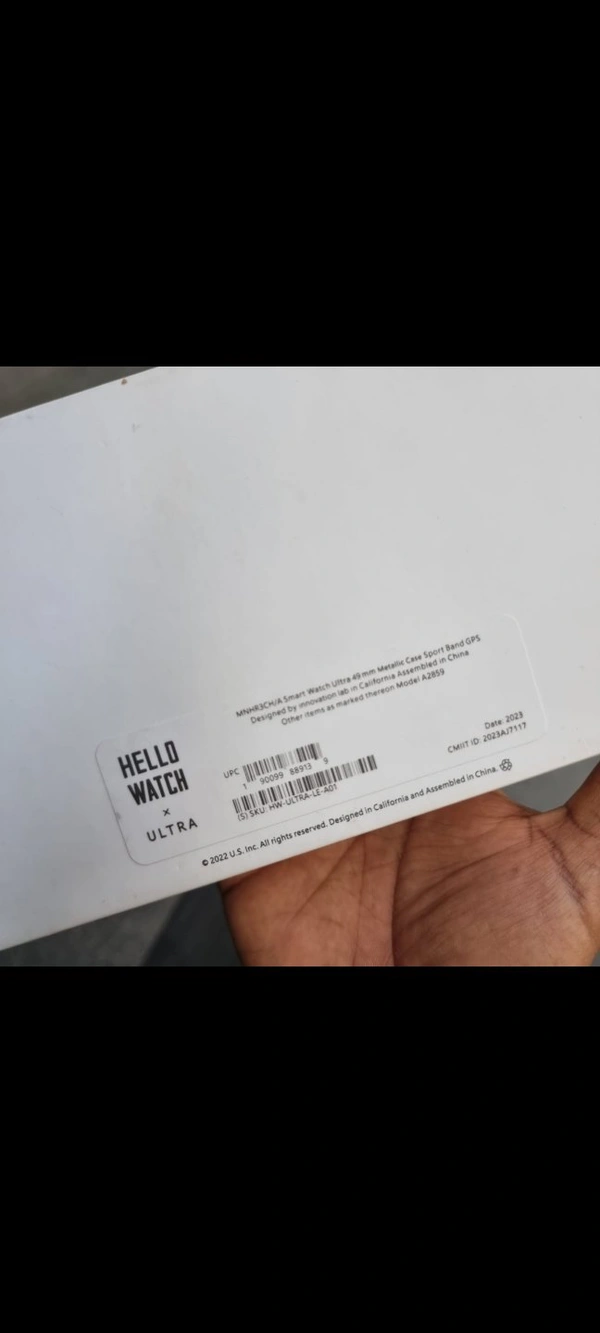 MNHR3CH/A Smart Watch Ultra 49 mm Metallic Case Sport Band GPS
Designed by innovation lab in California Assembled in China
Other items as marked thereon Model A2859
HELLO
WATCH
x
ULTRA
UPC
1 90099 88913 9
(S) SKU: HW-ULTRA-LE-A01
Date: 2023
CMIIT ID: 2023AJ7117
© 2022 U.S. Inc. All rights reserved. Designed in California and Assembled in China.